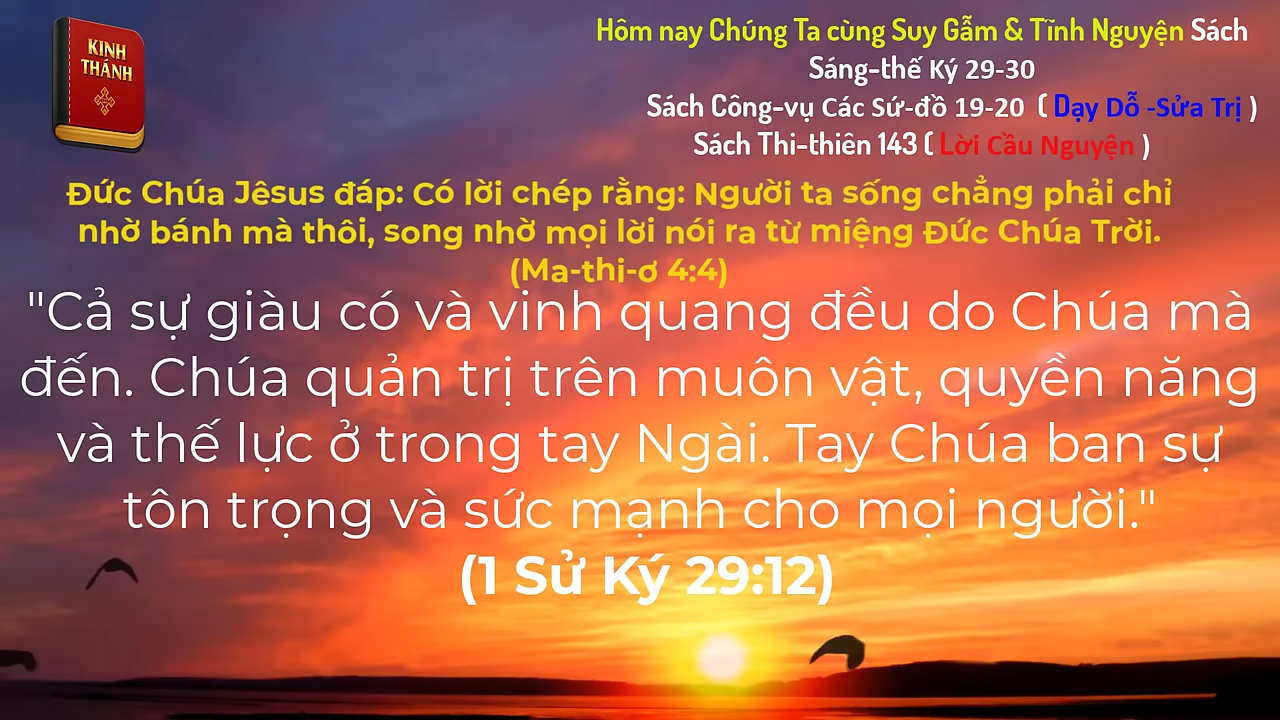 KINH
THÁNH
Hôm nay Chúng Ta cùng Suy Gẫm & Tĩnh Nguyện Sách
Sáng-thế Ký 29-30
Sách Công-vụ Các Sứ-đồ 19-20 ( Dạy Dỗ -Sửa Trị )
Sách Thi-thiên 143 ( Lời Cầu Nguyện )
Đức Chúa Jêsus đáp: Có lời chép rằng: Người ta sống chẳng phải chỉ
nhờ bánh mà thôi, song nhờ mọi lời nói ra từ miệng Đức Chúa Trời.
(Ma-thi-ơ 4:4)
"Cả sự giàu có và vinh quang đều do Chúa mà
đến. Chúa quản trị trên muôn vật, quyền năng
và thế lực ở trong tay Ngài. Tay Chúa ban sự
tôn trọng và sức mạnh cho mọi người."
(1 Sử Ký 29:12)